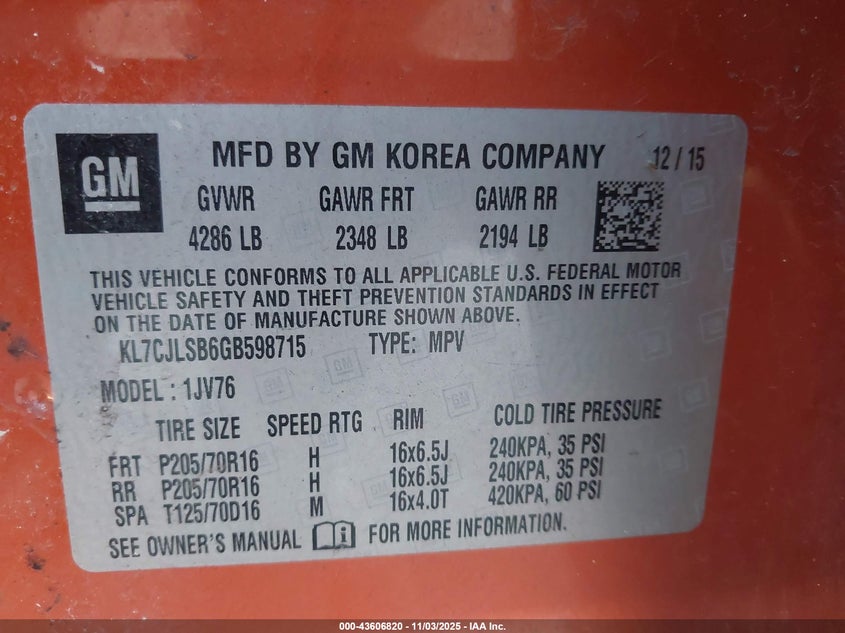 GM
MFD BY GM KOREA COMPANY 12 / 15
GVWR GAWR FRT GAWR RR
4286 LB 2348 LB 2194 LB
THIS VEHICLE CONFORMS TO ALL APPLICABLE U.S. FEDERAL MOTOR
VEHICLE SAFETY AND THEFT PREVENTION STANDARDS IN EFFECT
ON THE DATE OF MANUFACTURE SHOWN ABOVE.
KL7CJLSB6GB598715 TYPE: MPV
MODEL : 1JV76
TIRE SIZE SPEED RTG RIM COLD TIRE PRESSURE
FRT P205/70R16 H 16x6.5J 240KPA, 35 PSI
RR P205/70R16 H 16x6.5J 240KPA, 35 PSI
SPA T125/70D16 M 16x4.0T 420KPA, 60 PSI
SEE OWNER'S MANUAL i FOR MORE INFORMATION.
000-43606820 - 11/03/2025 - IAA Inc.